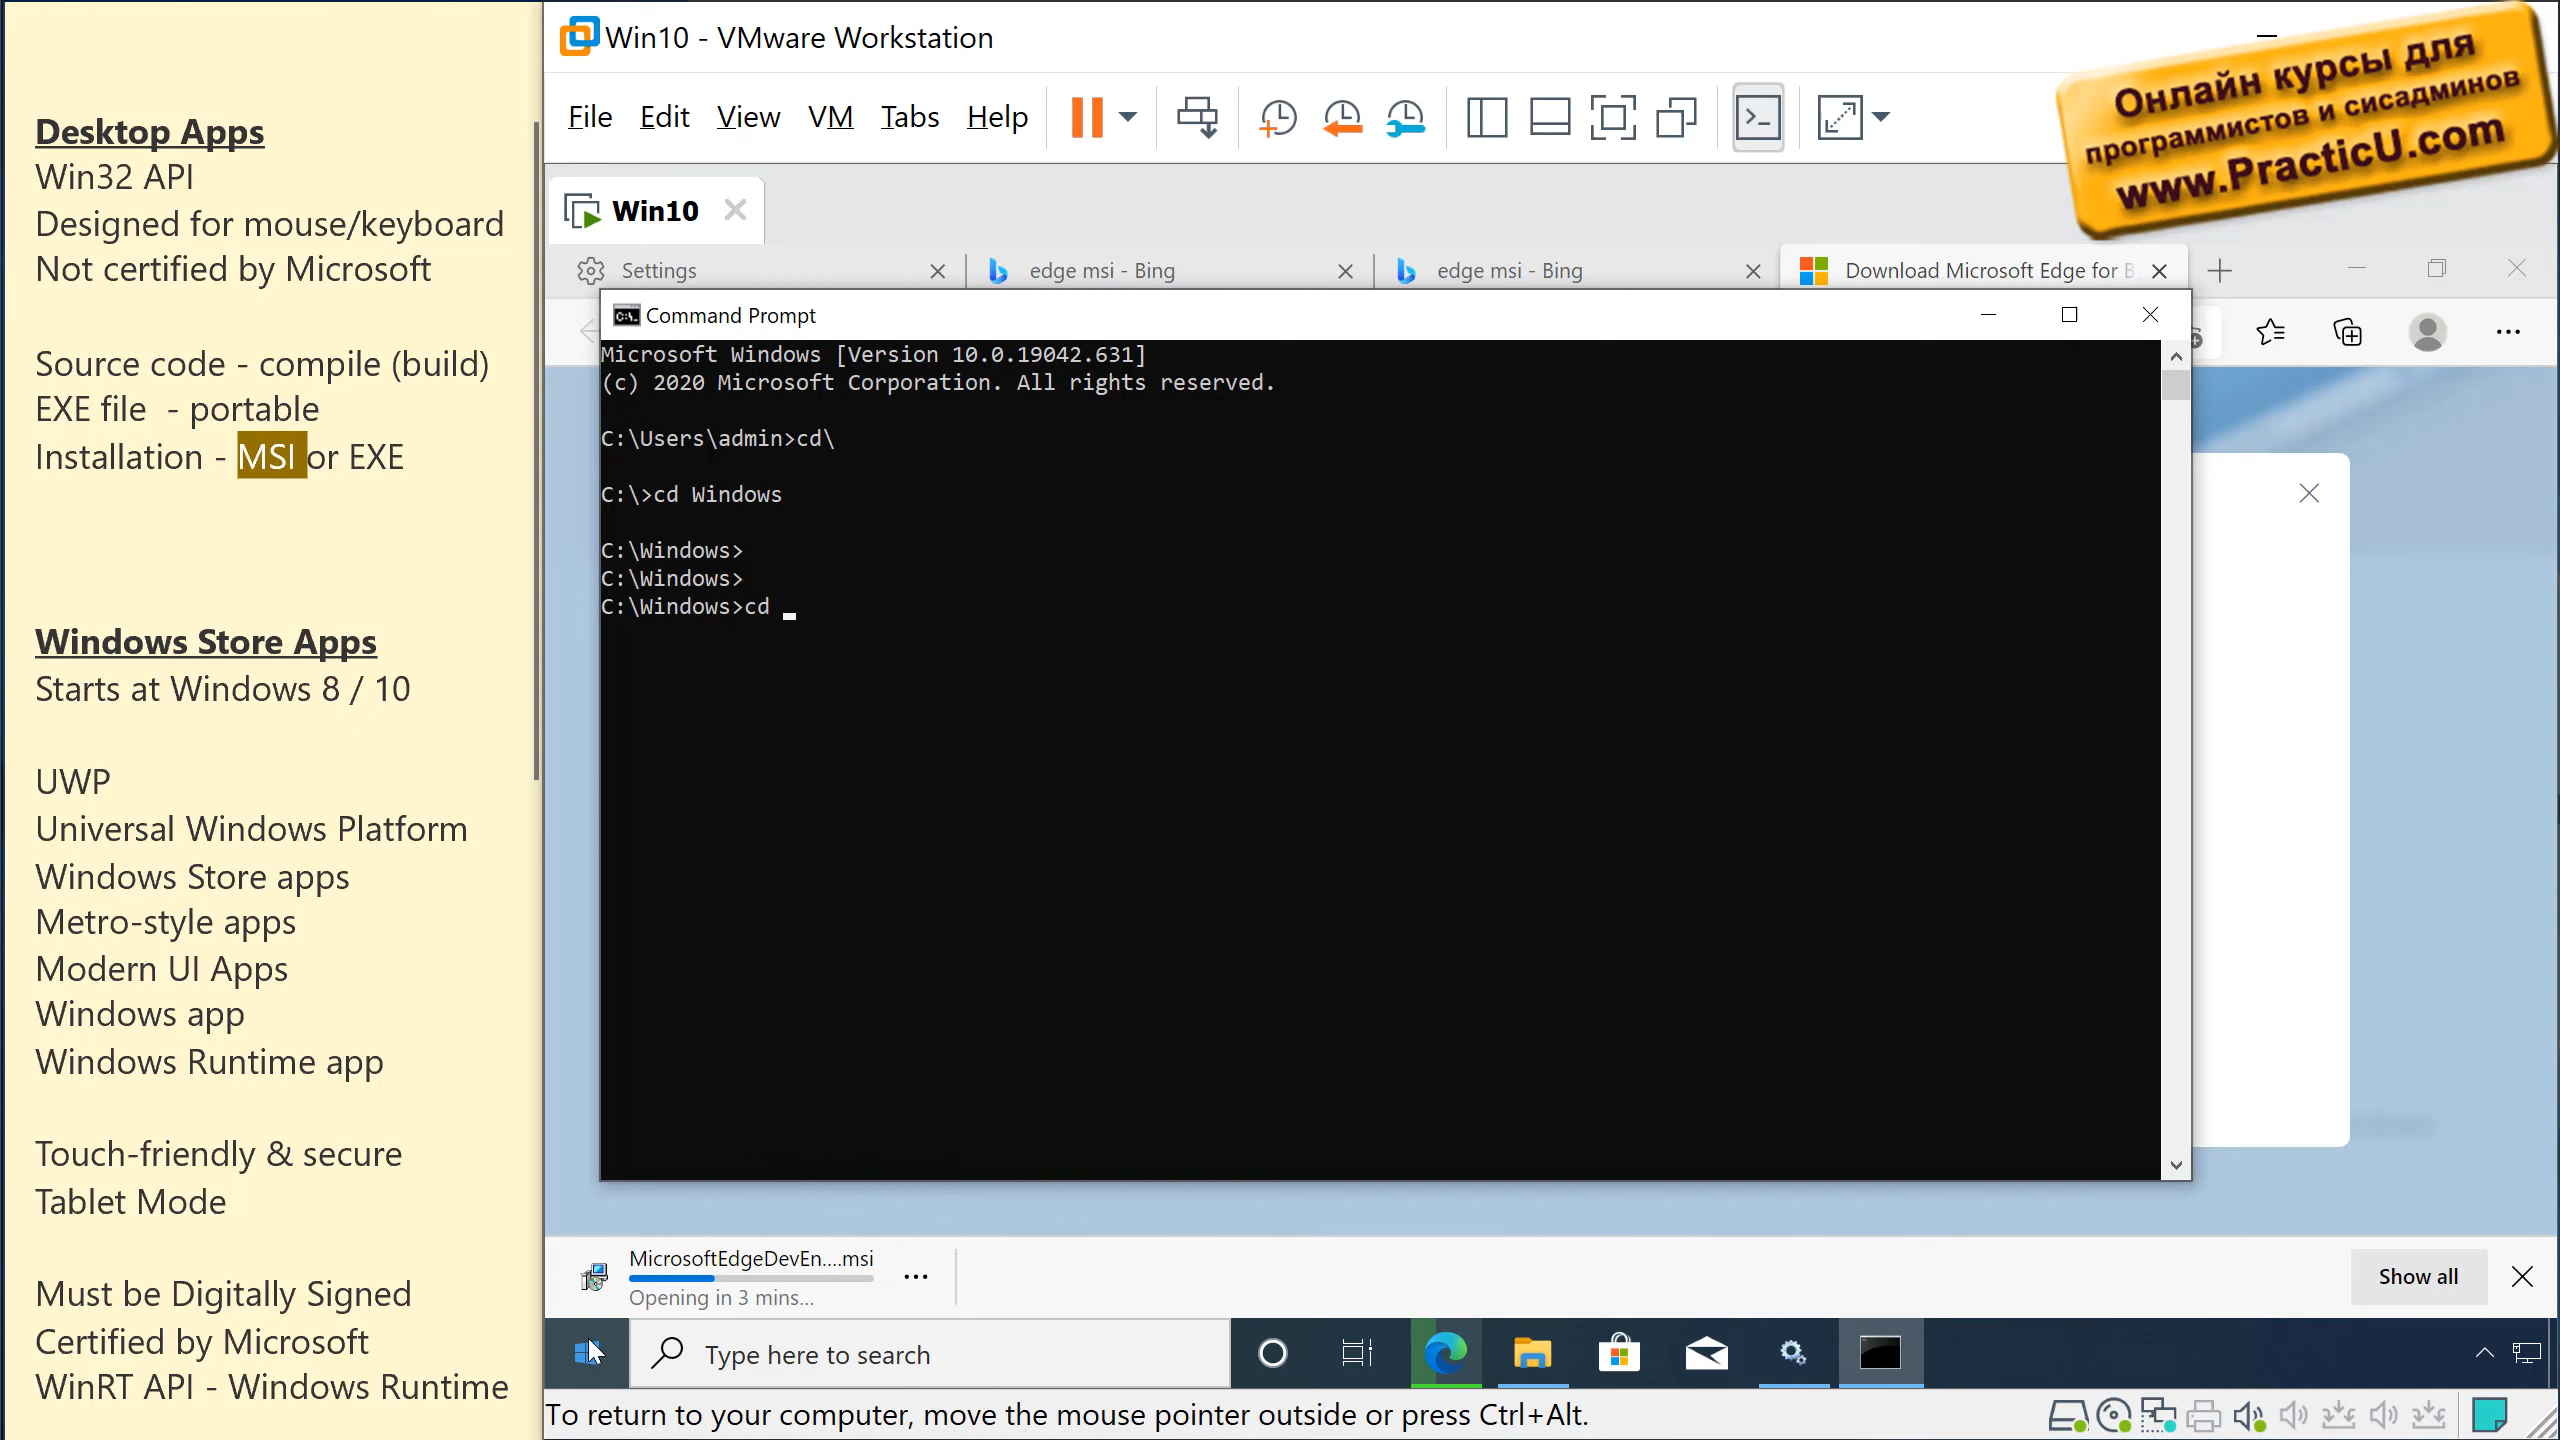 Desktop Apps
Win32 API
Designed for mouse/keyboard
Not certified by Microsoft
Source code - compile (build)
EXE file - portable
Installation - MSI or EXE
Windows Store Apps
Starts at Windows 8 / 10
UWP
Universal Windows Platform
Windows Store apps
Metro-style apps
Modern UI Apps
Windows app
Windows Runtime app
Touch-friendly & secure
Tablet Mode
Must be Digitally Signed
Certified by Microsoft
WinRT API - Windows Runtime
Win10 - VMware Workstation
File Edit View VM Tabs Help
Онлайн курсы для
программистов и сисадминов
www.PracticU.com
Win10
Settings
edge msi - Bing
edge msi - Bing
Download Microsoft Edge for B
Command Prompt
Microsoft Windows [Version 10.0.19042.631]
(c) 2020 Microsoft Corporation. All rights reserved.
C:\Users\admin>cd\
C:\>cd Windows
C:\Windows>
C:\Windows>
C:\Windows>cd _
MicrosoftEdgeDevEn....msi
Opening in 3 mins...
Show all
Type here to search
To return to your computer, move the mouse pointer outside or press Ctrl+Alt.